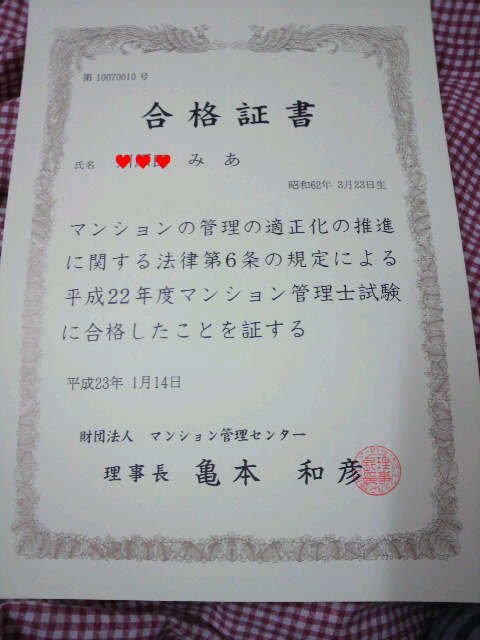 第 10070010 号
合格証書
氏名 みあ
昭和62年 3月23日生
マンションの管理の適正化の推進
に関する法律第6条の規定による
平成22年度マンション管理士試験
に合格したことを証する
平成23年 1月14日
財団法人 マンション管理センター
理事長 亀本 和彦